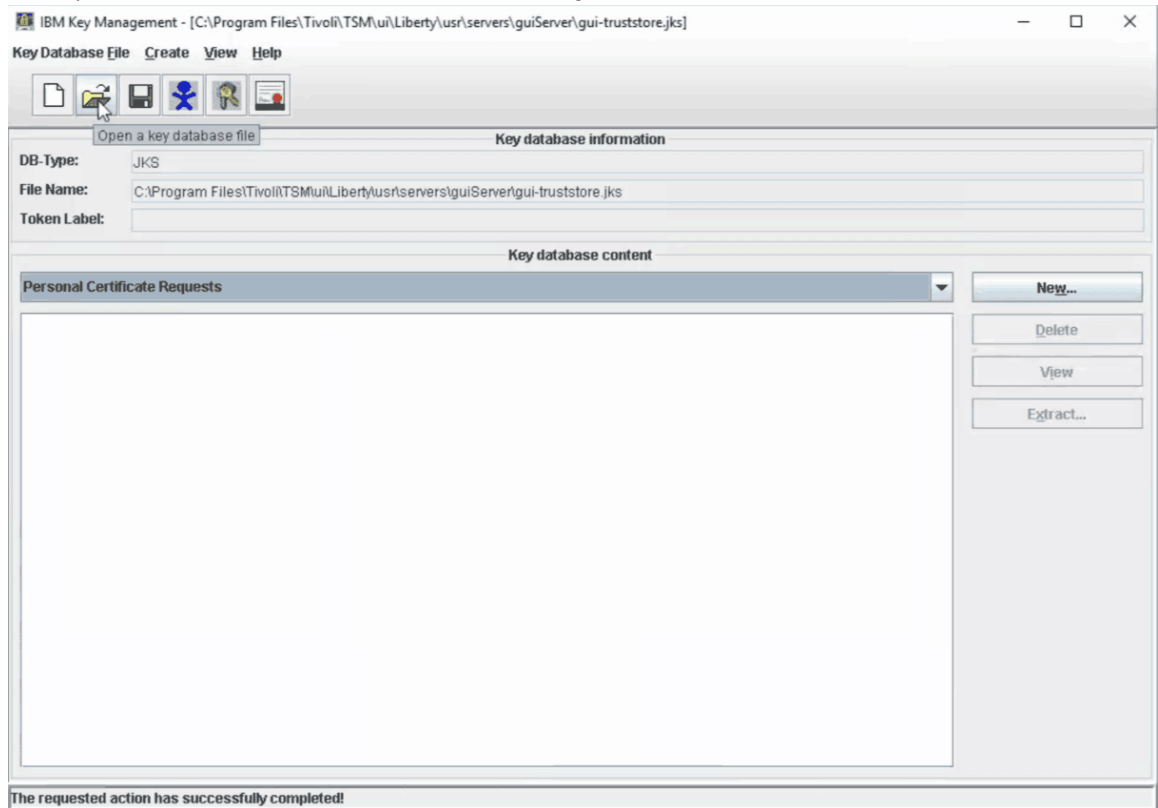 IBM Key Management - [C:\Program Files\Tivoli\TSM\ui\Liberty\usr\servers\guiServer\gui-truststore.jks]
Key Database File Create View Help
Open a key database file
Key database information
DB-Type: JKS
File Name: C:\Program Files\Tivoli\TSM\ui\Liberty\usr\servers\guiServer\gui-truststore.jks
Token Label:
Key database content
Personal Certificate Requests
New...
Delete
View
Extract...
The requested action has successfully completed!